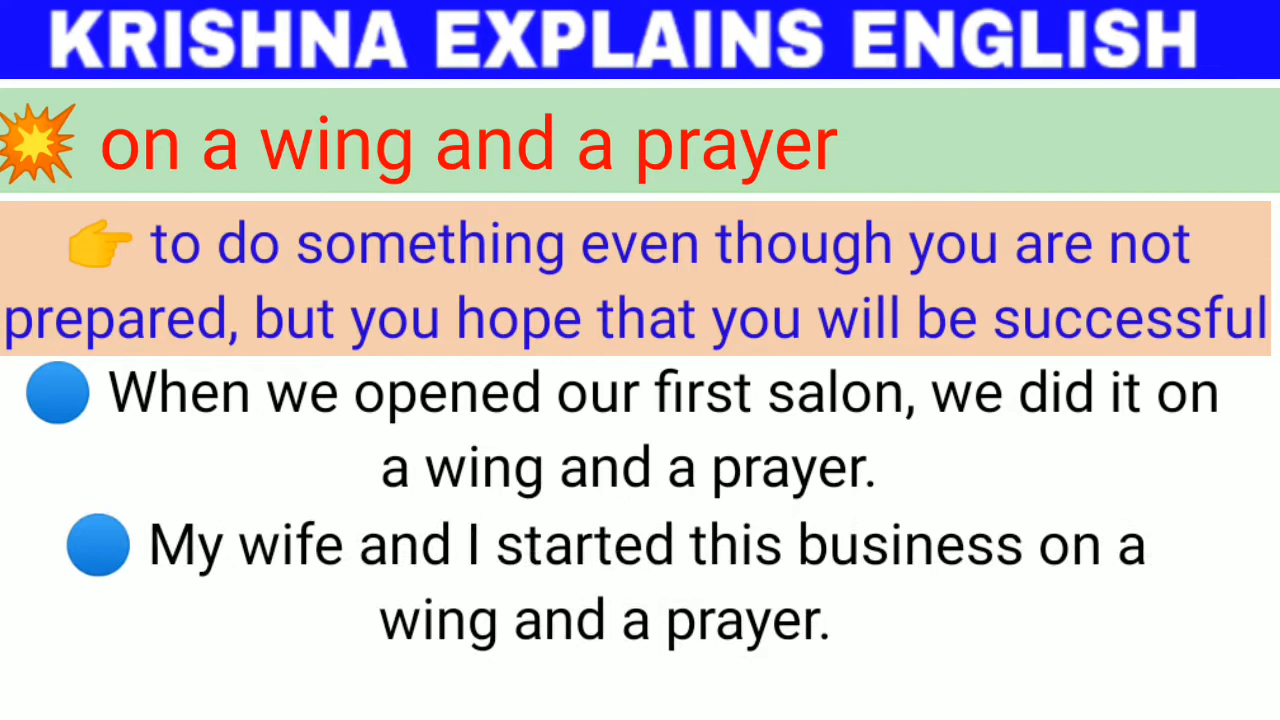 KRISHNA EXPLAINS ENGLISH
💥 on a wing and a prayer
👉 to do something even though you are not
prepared, but you hope that you will be successful
🔵 When we opened our first salon, we did it on
a wing and a prayer.
🔵 My wife and I started this business on a
wing and a prayer.